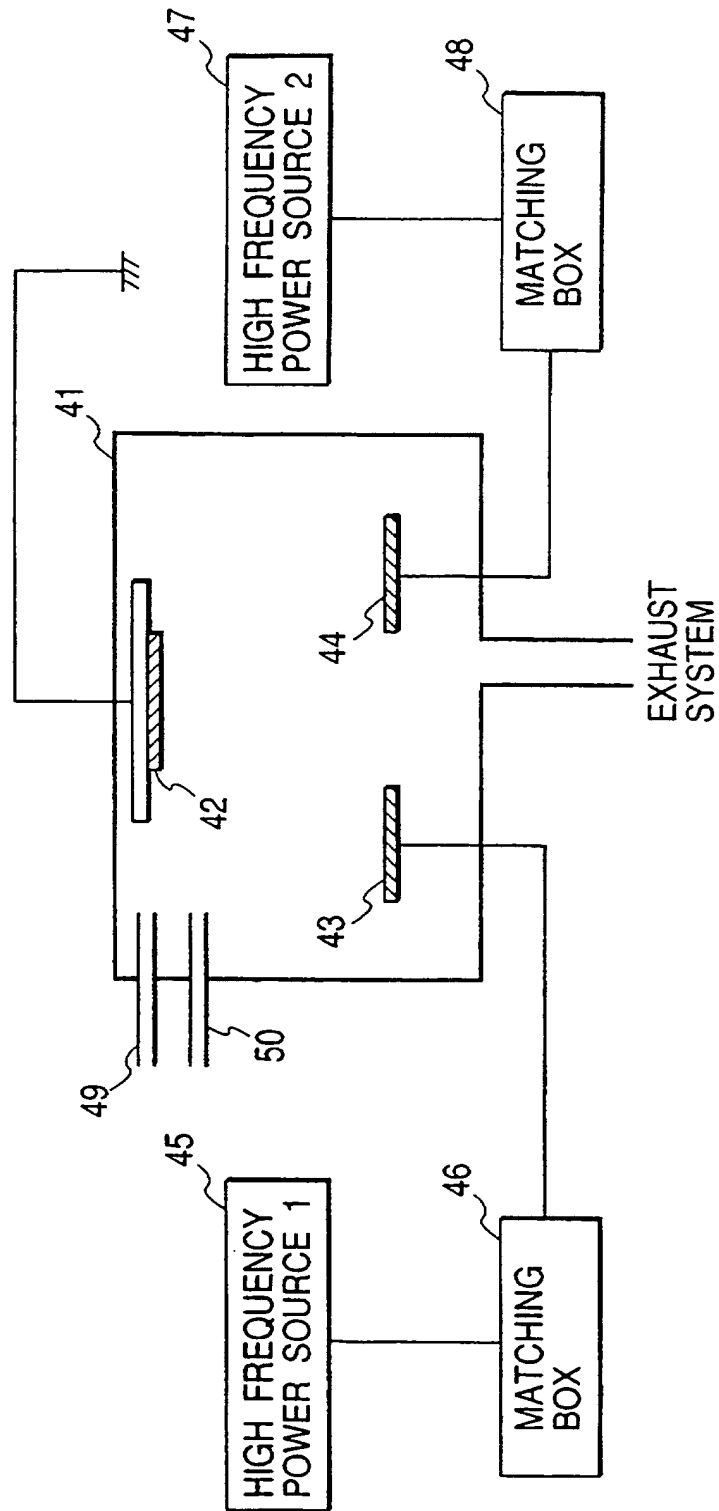 41
42
43
44
49
50
HIGH FREQUENCY
POWER SOURCE 1
45
MATCHING
BOX
46
HIGH FREQUENCY
POWER SOURCE 2
47
MATCHING
BOX
48
EXHAUST
SYSTEM